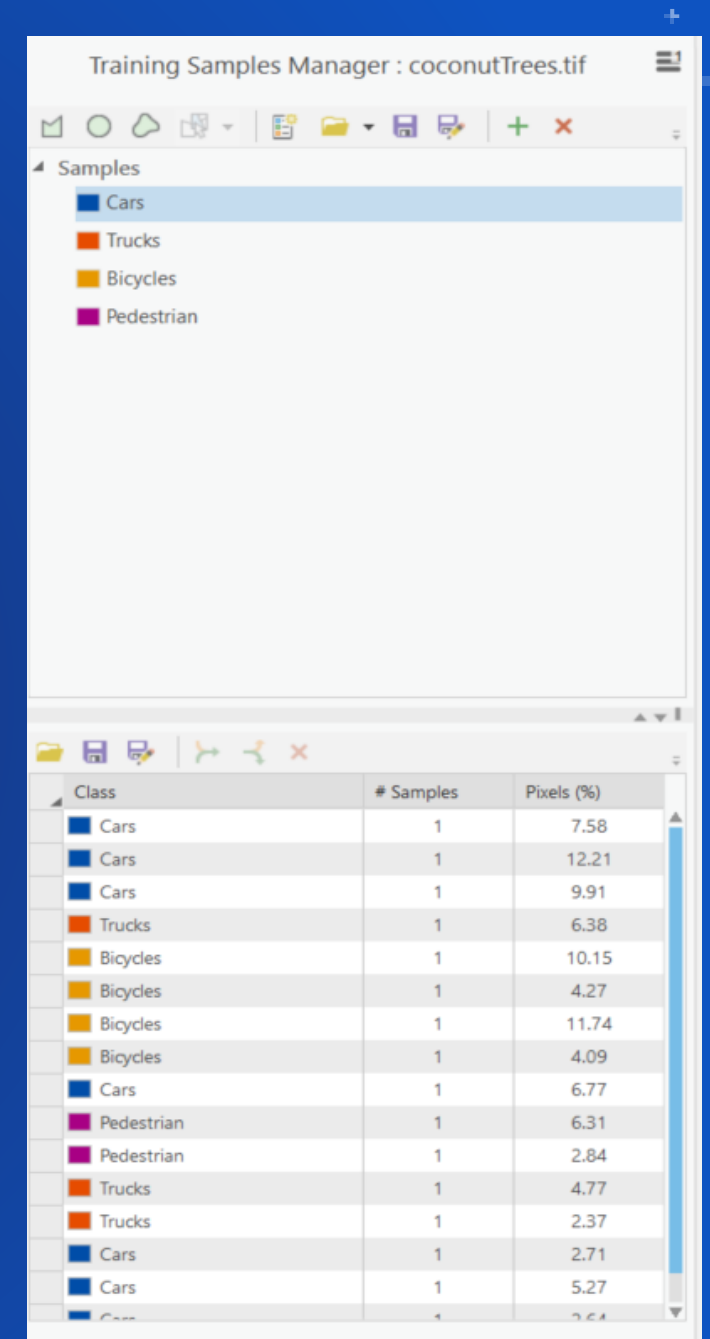 Training Samples Manager : coconutTrees.tif
Samples
Cars
Trucks
Bicycles
Pedestrian
Class # Samples Pixels (%)
Cars 1 7.58
Cars 1 12.21
Cars 1 9.91
Trucks 1 6.38
Bicycles 1 10.15
Bicycles 1 4.27
Bicycles 1 11.74
Bicycles 1 4.09
Cars 1 6.77
Pedestrian 1 6.31
Pedestrian 1 2.84
Trucks 1 4.77
Trucks 1 2.37
Cars 1 2.71
Cars 1 5.27